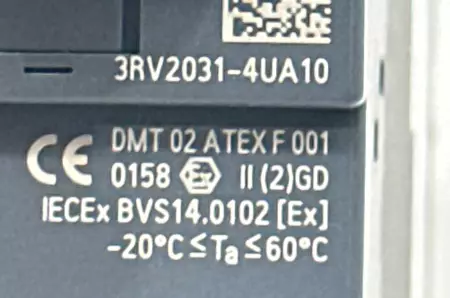 3RV2031-4UA10
DMT 02 ATEX F 001
CE 0158 Ex II (2)GD
IECEx BVS14.0102 [Ex]
-20°C ≤ Ta ≤ 60°C